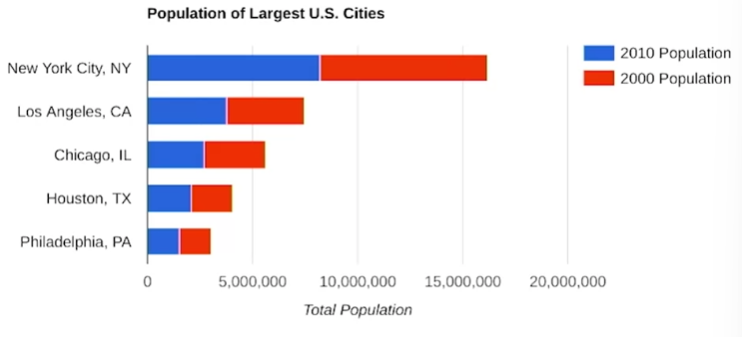 Population of Largest U.S. Cities
2010 Population
2000 Population
New York City, NY
Los Angeles, CA
Chicago, IL
Houston, TX
Philadelphia, PA
0 5,000,000 10,000,000 15,000,000 20,000,000
Total Population